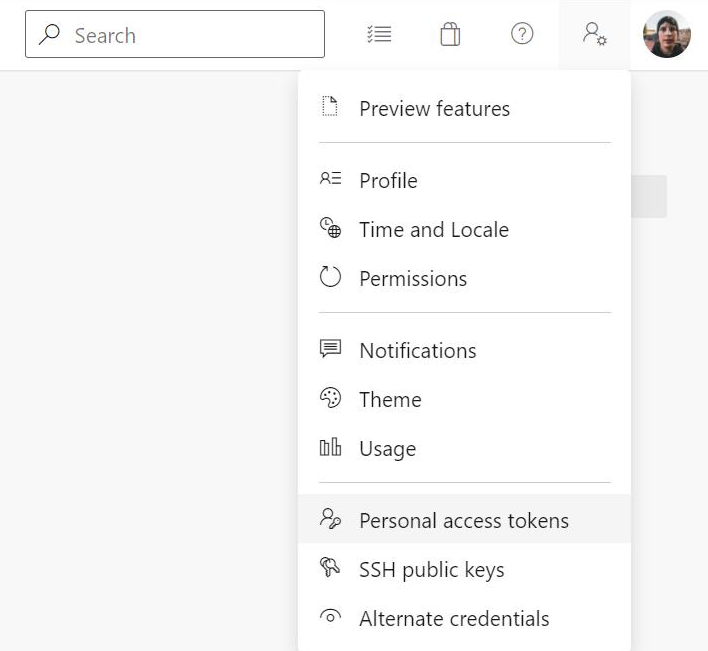 Search
Preview features
Profile
Time and Locale
Permissions
Notifications
Theme
Usage
Personal access tokens
SSH public keys
Alternate credentials